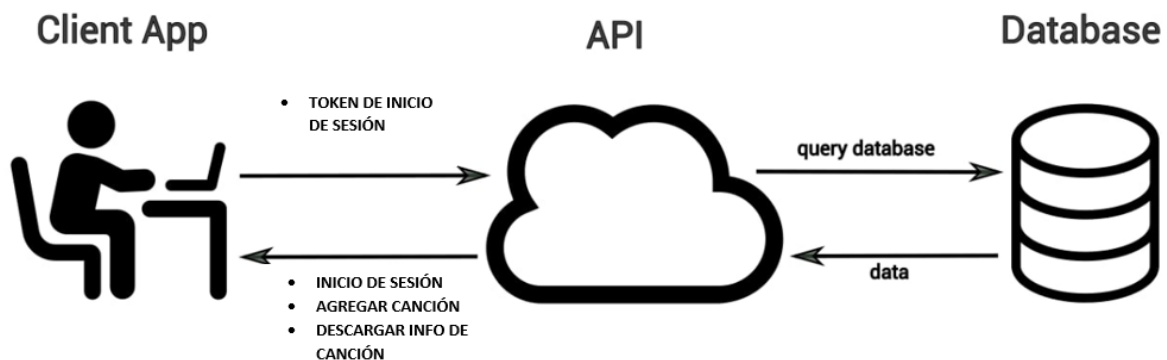 Client App
API
Database
• TOKEN DE INICIO
DE SESIÓN
query database
data
• INICIO DE SESIÓN
• AGREGAR CANCIÓN
• DESCARGAR INFO DE
CANCIÓN